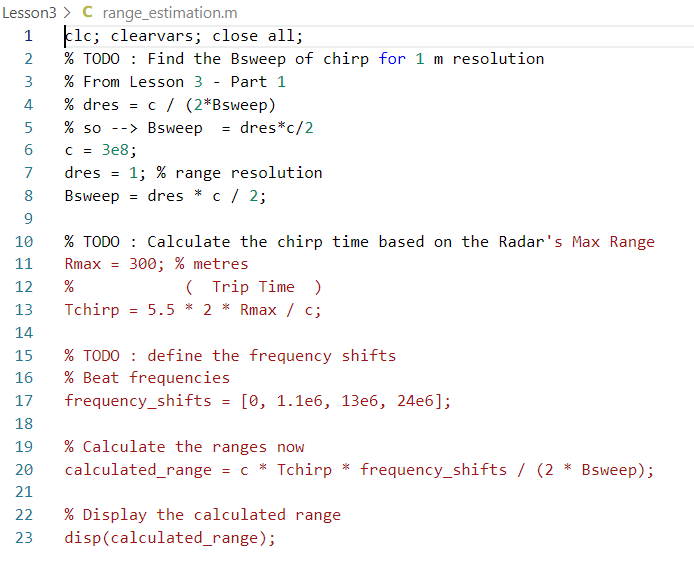 Lesson3 > C range_estimation.m
1 clc; clearvars; close all;
2 % TODO : Find the Bsweep of chirp for 1 m resolution
3 % From Lesson 3 - Part 1
4 % dres = c / (2*Bsweep)
5 % so --> Bsweep  = dres*c/2
6 c = 3e8;
7 dres = 1; % range resolution
8 Bsweep = dres * c / 2;
9
10 % TODO : Calculate the chirp time based on the Radar's Max Range
11 Rmax = 300; % metres
12 %            (  Trip Time  )
13 Tchirp = 5.5 * 2 * Rmax / c;
14
15 % TODO : define the frequency shifts
16 % Beat frequencies
17 frequency_shifts = [0, 1.1e6, 13e6, 24e6];
18
19 % Calculate the ranges now
20 calculated_range = c * Tchirp * frequency_shifts / (2 * Bsweep);
21
22 % Display the calculated range
23 disp(calculated_range);